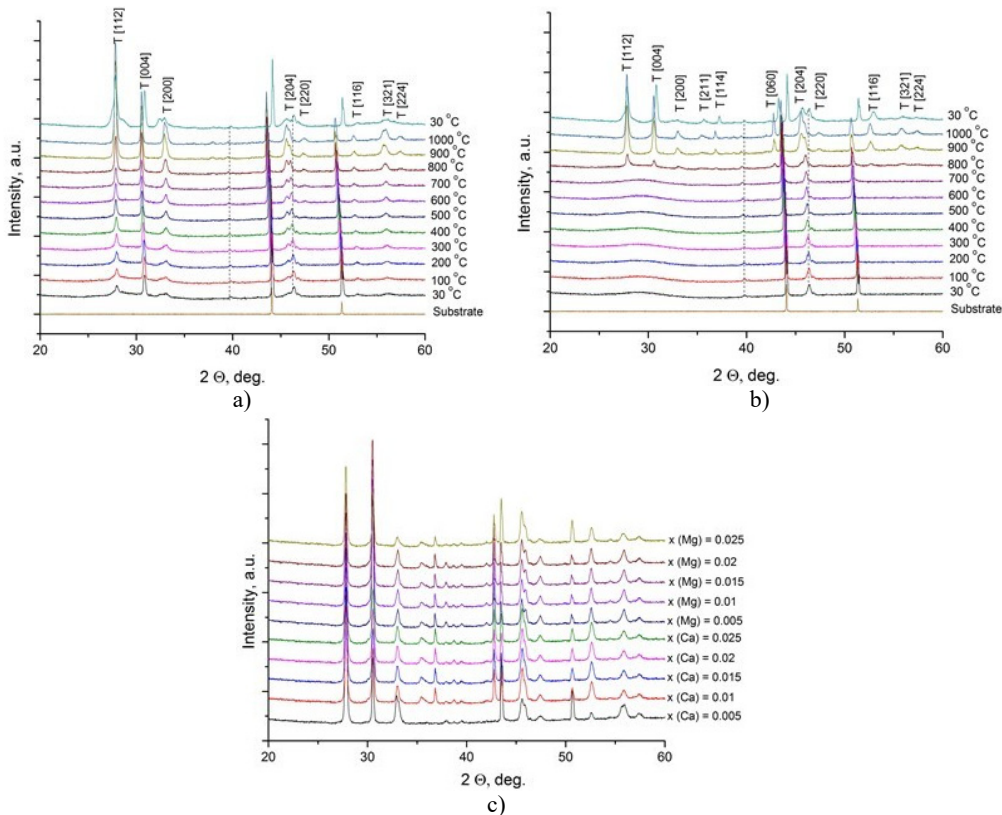 T [112]
T [004]
T [200]
T [204]
T [220]
T [116]
T [321]
T [224]
30 °C
1000 °C
900 °C
800 °C
700 °C
600 °C
500 °C
400 °C
300 °C
200 °C
100 °C
30 °C
Substrate
Intensity, a.u.
20 30 40 50 60
2 Θ, deg.
a)
T [112]
T [004]
T [200]
T [211]
T [114]
T [060]
T [204]
T [220]
T [116]
T [321]
T [224]
30 °C
1000 °C
900 °C
800 °C
700 °C
600 °C
500 °C
400 °C
300 °C
200 °C
100 °C
30 °C
Substrate
Intensity, a.u.
20 30 40 50 60
2 Θ, deg.
b)
x (Mg) = 0.025
x (Mg) = 0.02
x (Mg) = 0.015
x (Mg) = 0.01
x (Mg) = 0.005
x (Ca) = 0.025
x (Ca) = 0.02
x (Ca) = 0.015
x (Ca) = 0.01
x (Ca) = 0.005
Intensity, a.u.
20 30 40 50 60
2 Θ, deg.
c)